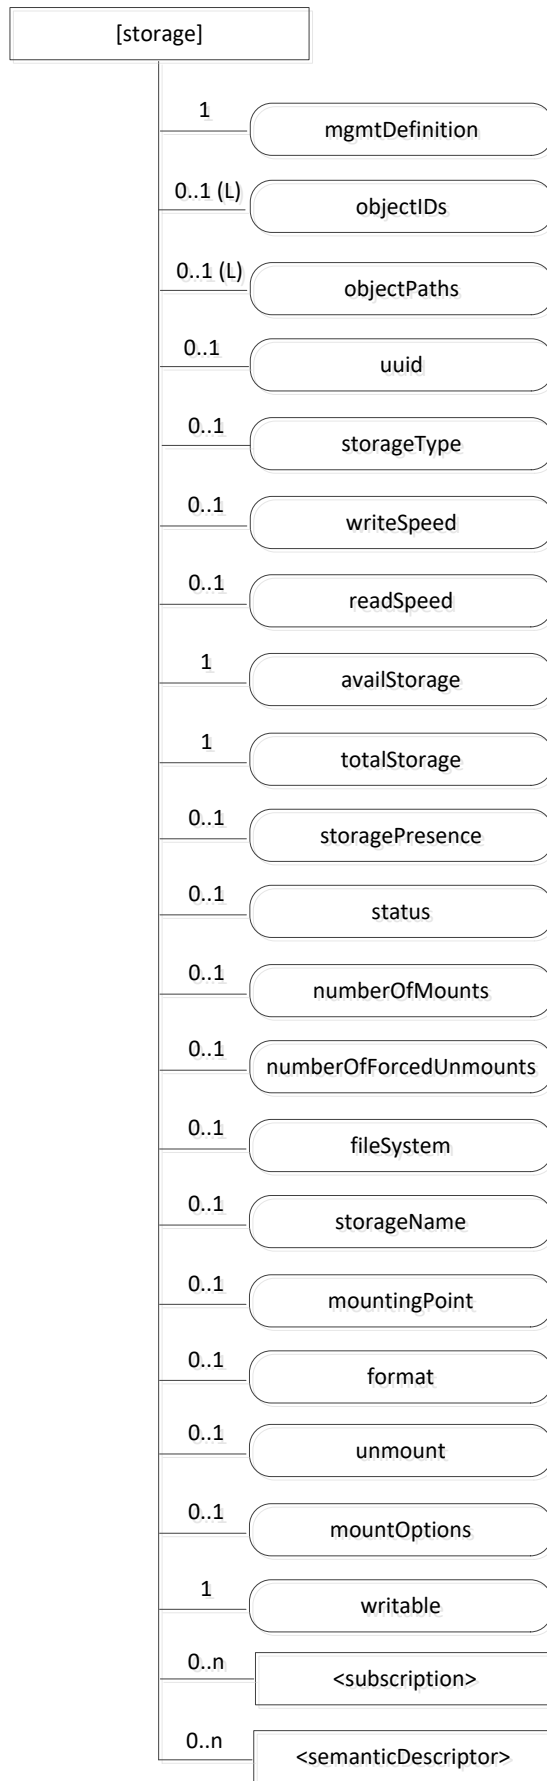 [storage]
1
mgmtDefinition
0..1 (L)
objectIDs
0..1 (L)
objectPaths
0..1
uuid
0..1
storageType
0..1
writeSpeed
0..1
readSpeed
1
availStorage
1
totalStorage
0..1
storagePresence
0..1
status
0..1
numberOfMounts
0..1
numberOfForcedUnmounts
0..1
fileSystem
0..1
storageName
0..1
mountingPoint
0..1
format
0..1
unmount
0..1
mountOptions
1
writable
0..n
<subscription>
0..n
<semanticDescriptor>